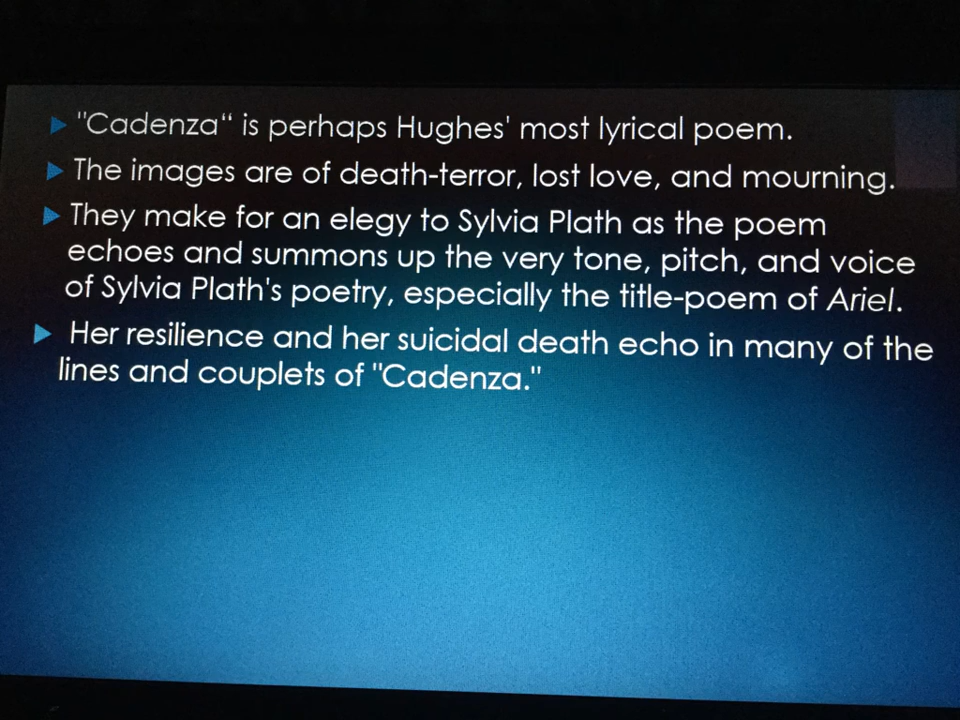 "Cadenza“ is perhaps Hughes' most lyrical poem.
The images are of death-terror, lost love, and mourning.
They make for an elegy to Sylvia Plath as the poem
echoes and summons up the very tone, pitch, and voice
of Sylvia Plath's poetry, especially the title-poem of Ariel.
Her resilience and her suicidal death echo in many of the
lines and couplets of "Cadenza."